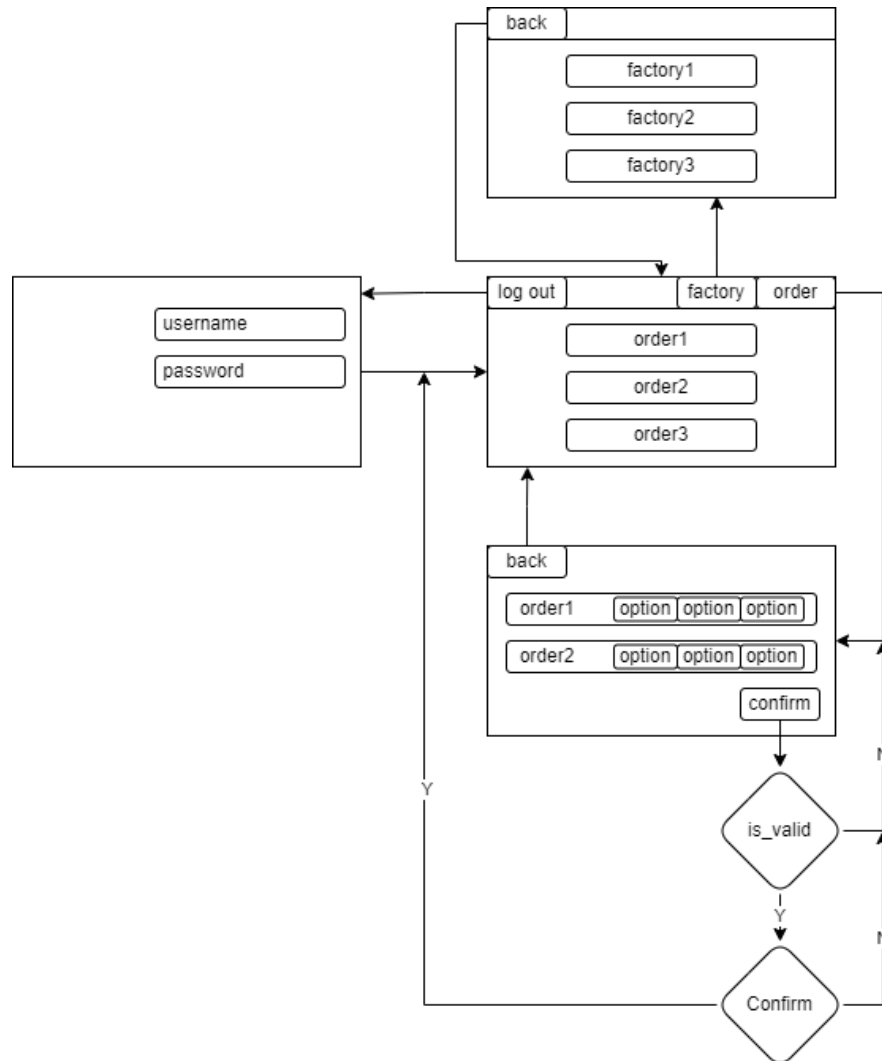 back
factory1
factory2
factory3
log out factory order
username
password
order1
order2
order3
back
order1 option option option
order2 option option option
confirm
Y
is_valid
Y
Confirm